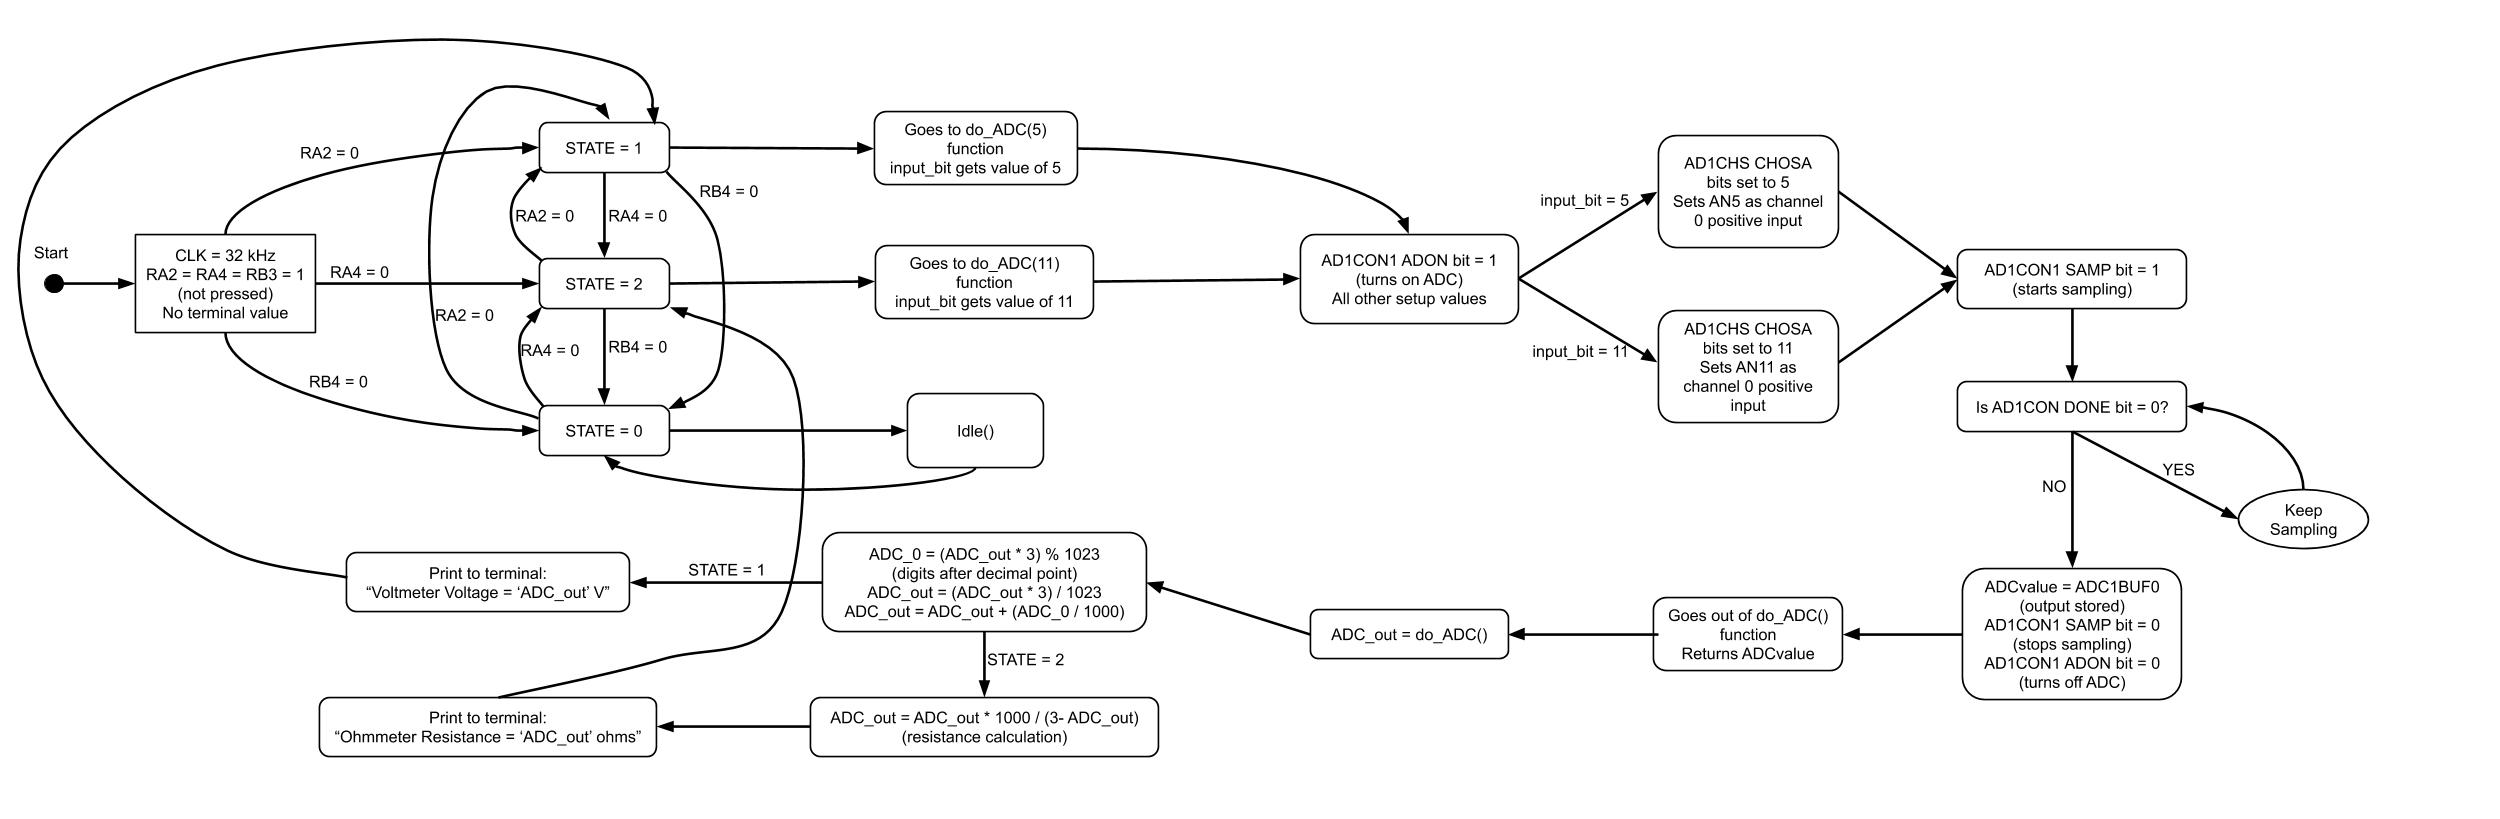 Start
CLK = 32 kHz
RA2 = RA4 = RB3 = 1
(not pressed)
No terminal value
RA2 = 0
RA4 = 0
RB4 = 0
STATE = 1
RA2 = 0
RA4 = 0
RB4 = 0
STATE = 2
RA2 = 0
RA4 = 0
RB4 = 0
STATE = 0
Goes to do_ADC(5)
function
input_bit gets value of 5
Goes to do_ADC(11)
function
input_bit gets value of 11
Idle()
AD1CON1 ADON bit = 1
(turns on ADC)
All other setup values
input_bit = 5
input_bit = 11
AD1CHS CHOSA
bits set to 5
Sets AN5 as channel
0 positive input
AD1CHS CHOSA
bits set to 11
Sets AN11 as
channel 0 positive
input
AD1CON1 SAMP bit = 1
(starts sampling)
Is AD1CON DONE bit = 0?
YES
NO
Keep
Sampling
ADCvalue = ADC1BUF0
(output stored)
AD1CON1 SAMP bit = 0
(stops sampling)
AD1CON1 ADON bit = 0
(turns off ADC)
Goes out of do_ADC()
function
Returns ADCvalue
ADC_out = do_ADC()
ADC_0 = (ADC_out * 3) % 1023
(digits after decimal point)
ADC_out = (ADC_out * 3) / 1023
ADC_out = ADC_out + (ADC_0 / 1000)
STATE = 1
Print to terminal:
“Voltmeter Voltage = ‘ADC_out’ V”
STATE = 2
ADC_out = ADC_out * 1000 / (3- ADC_out)
(resistance calculation)
Print to terminal:
“Ohmmeter Resistance = ‘ADC_out’ ohms”